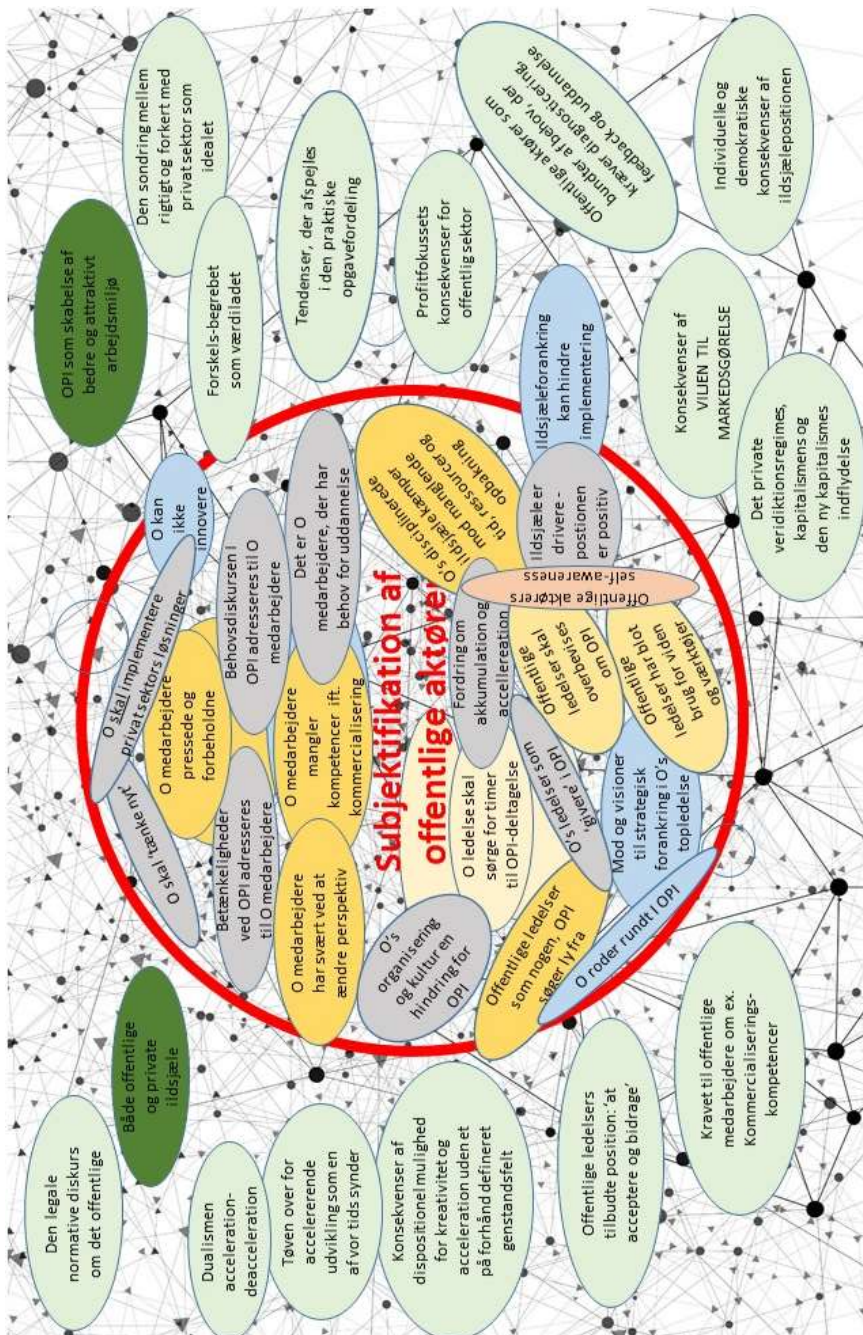 Den legale
normative diskurs
om det offentlige
Både offentlige
og private
ildsjæle
OPI som skabelse af
bedre og attraktivt
arbejdsmiljø
Den sondring mellem
rigtigt og forkert med
privat sektor som
idealet
Dualismen
acceleration-
deacceleration
O skal 'tænke nyt'
O skal implementere
privat sektors løsninger
O kan
ikke
innovere
Forskels-begrebet
som værdiladet
O medarbejdere
pressede og
forbeholdne
Betænkeligheder
ved OPI adresseres
til O medarbejdere
Behovsdiskursen I
OPI adresseres til O
medarbejdere
Tøven over for
accelererende
udvikling som en
af vor tids synder
O medarbejdere
har svært ved at
ændre perspektiv
O medarbejdere
mangler
kompetencer ift.
kommercialisering
Det er O
medarbejdere, der har
behov for uddannelse
Tendenser, der afspejles
i den praktiske
opgavefordeling
Subjektifikation af
offentlige aktører
Konsekvenser af
dispositionel mulighed
for kreativitet og
acceleration uden et
på forhånd defineret
genstandsfelt
O's
organisering
og kultur en
hindring for
OPI
O ledelse skal
sørge for timer
til OPI-deltagelse
Fordring om
akkumulation og
accellereation
O's disciplinerede
ildsjæle kæmper
mod manglende
tid, ressourcer og
opbakning
Profitfokussets
konsekvenser for
offentlig sektor
Offentlige aktører som
bundter af behov, der
kræver diagnosticering,
feedback og uddannelse
Offentlige ledelser
som nogen, OPI
søger ly fra
O's ledelser som
'givere' i OPI
Offentlige
ledelser skal
overbevises
om OPI
Offentlige aktørers
self-awareness
Ildsjæle er
drivere -
postionen
er positiv
Ildsjæleforankring
kan hindre
implementering
Offentlige ledelsers
tilbudte position: 'at
acceptere og bidrage'
O roder rundt I OPI
Mod og visioner
til strategisk
forankring i O's
topledelse
Offentlige
ledelser har blot
brug for viden
og værktøjer
Konsekvenser af
VILJEN TIL
MARKEDSGØRELSE
Individuelle og
demokratiske
konsekvenser af
ildsjælepositionen
Kravet til offentlige
medarbejdere om ex.
Kommercialiserings-
kompetencer
Det private
veridiktionsregimes,
kapitalismens og
den ny kapitalismes
indflydelse